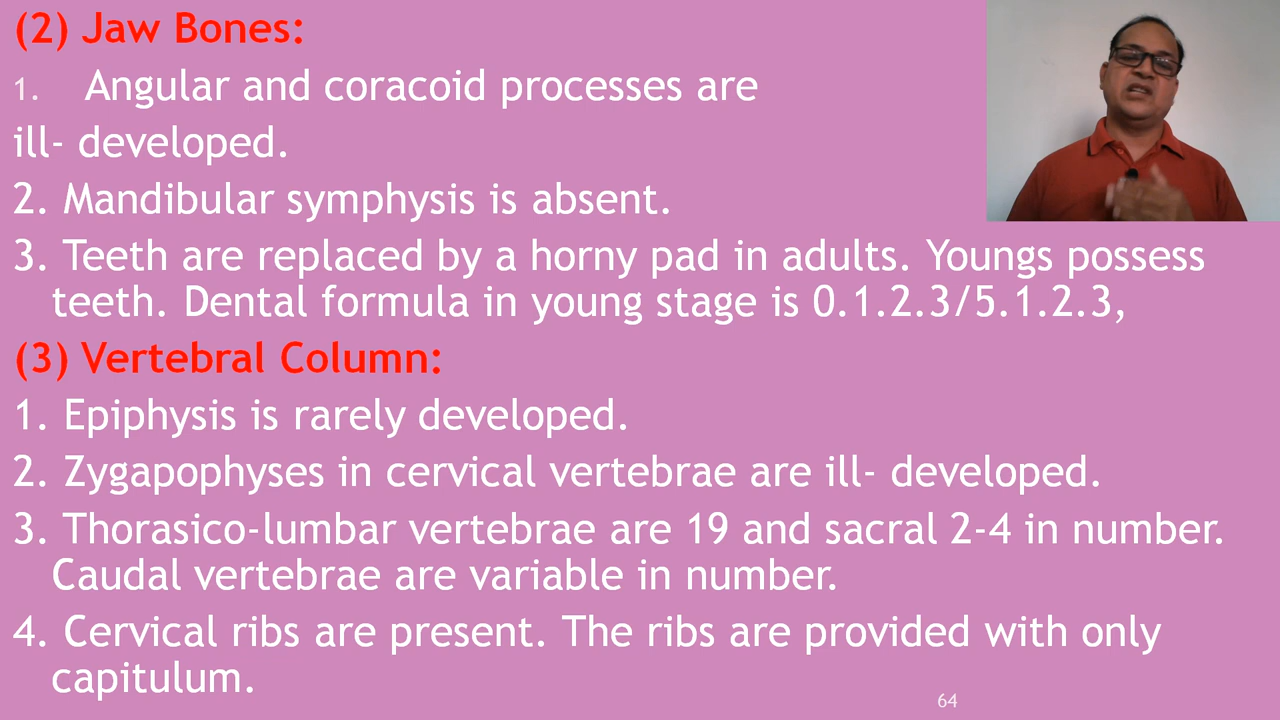 (2) Jaw Bones:
1. Angular and coracoid processes are
ill- developed.
2. Mandibular symphysis is absent.
3. Teeth are replaced by a horny pad in adults. Youngs possess
teeth. Dental formula in young stage is 0.1.2.3/5.1.2.3,
(3) Vertebral Column:
1. Epiphysis is rarely developed.
2. Zygapophyses in cervical vertebrae are ill- developed.
3. Thorasico-lumbar vertebrae are 19 and sacral 2-4 in number.
Caudal vertebrae are variable in number.
4. Cervical ribs are present. The ribs are provided with only
capitulum.
64